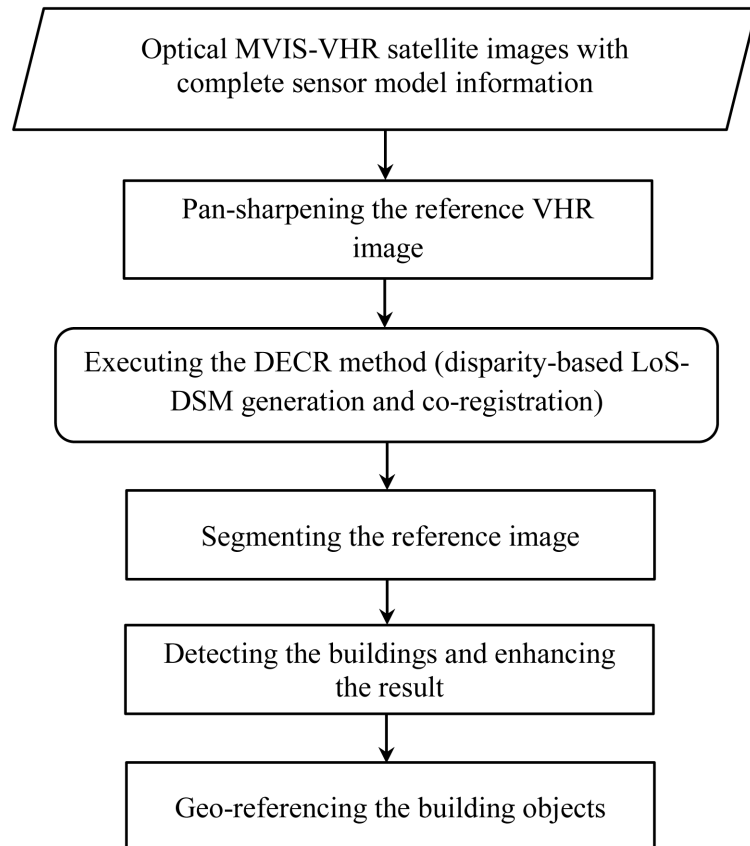 Optical MVIS-VHR satellite images with
complete sensor model information
Pan-sharpening the reference VHR
image
Executing the DECR method (disparity-based LoS-
DSM generation and co-registration)
Segmenting the reference image
Detecting the buildings and enhancing
the result
Geo-referencing the building objects